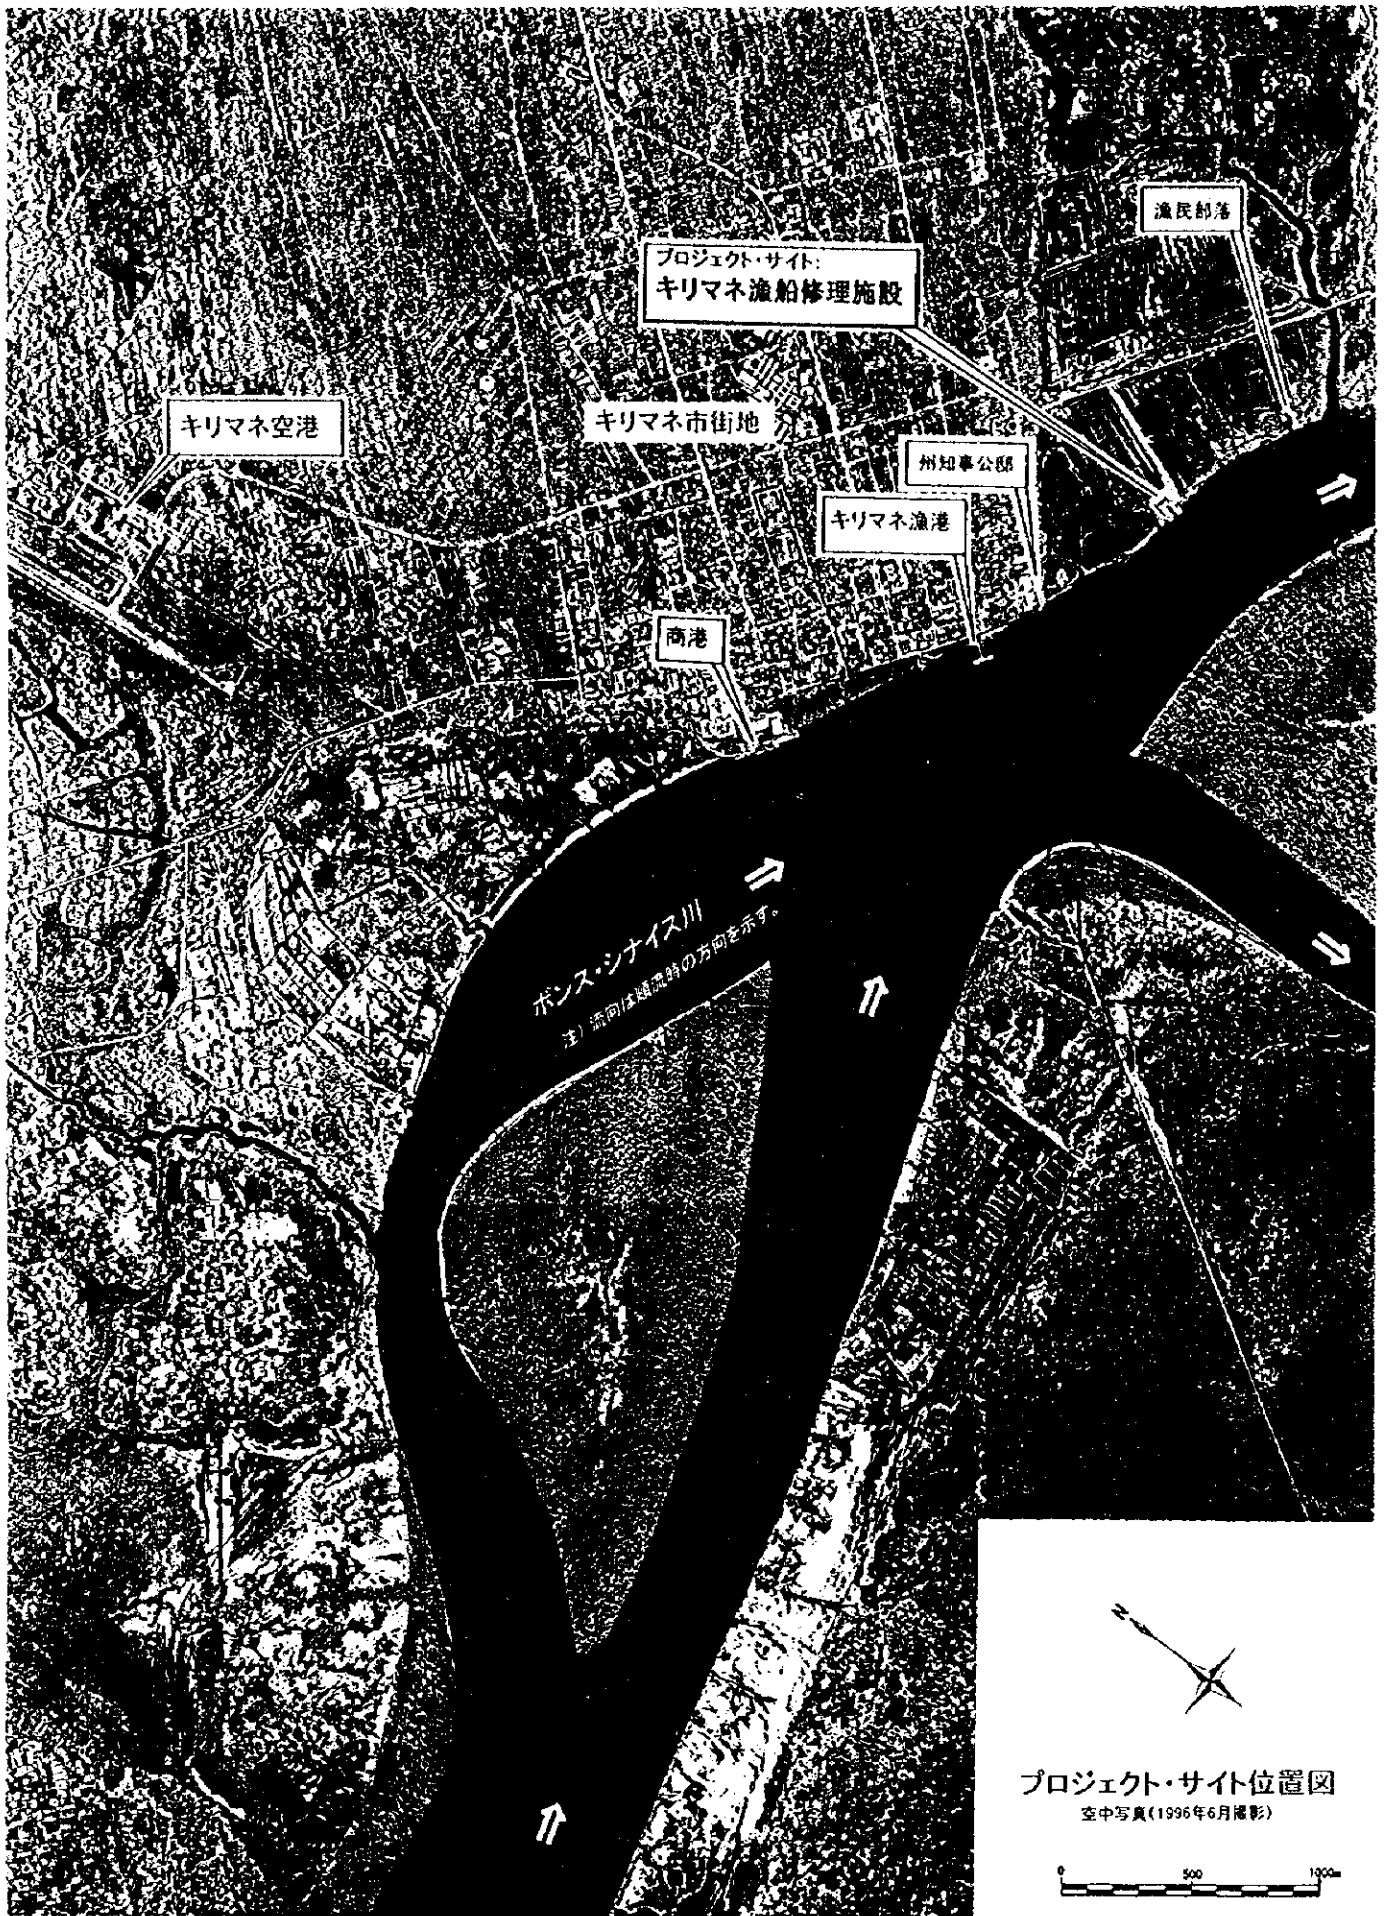 漁民部落
プロジェクト・サイト:
キリマネ漁船修理施設
キリマネ空港
キリマネ市街地
州知事公邸
キリマネ漁港
商港
ボンス・シナイス川
注) 流向は順流時の方向を示す。
N
プロジェクト・サイト位置図
空中写真(1996年6月撮影)
0 500 1000m